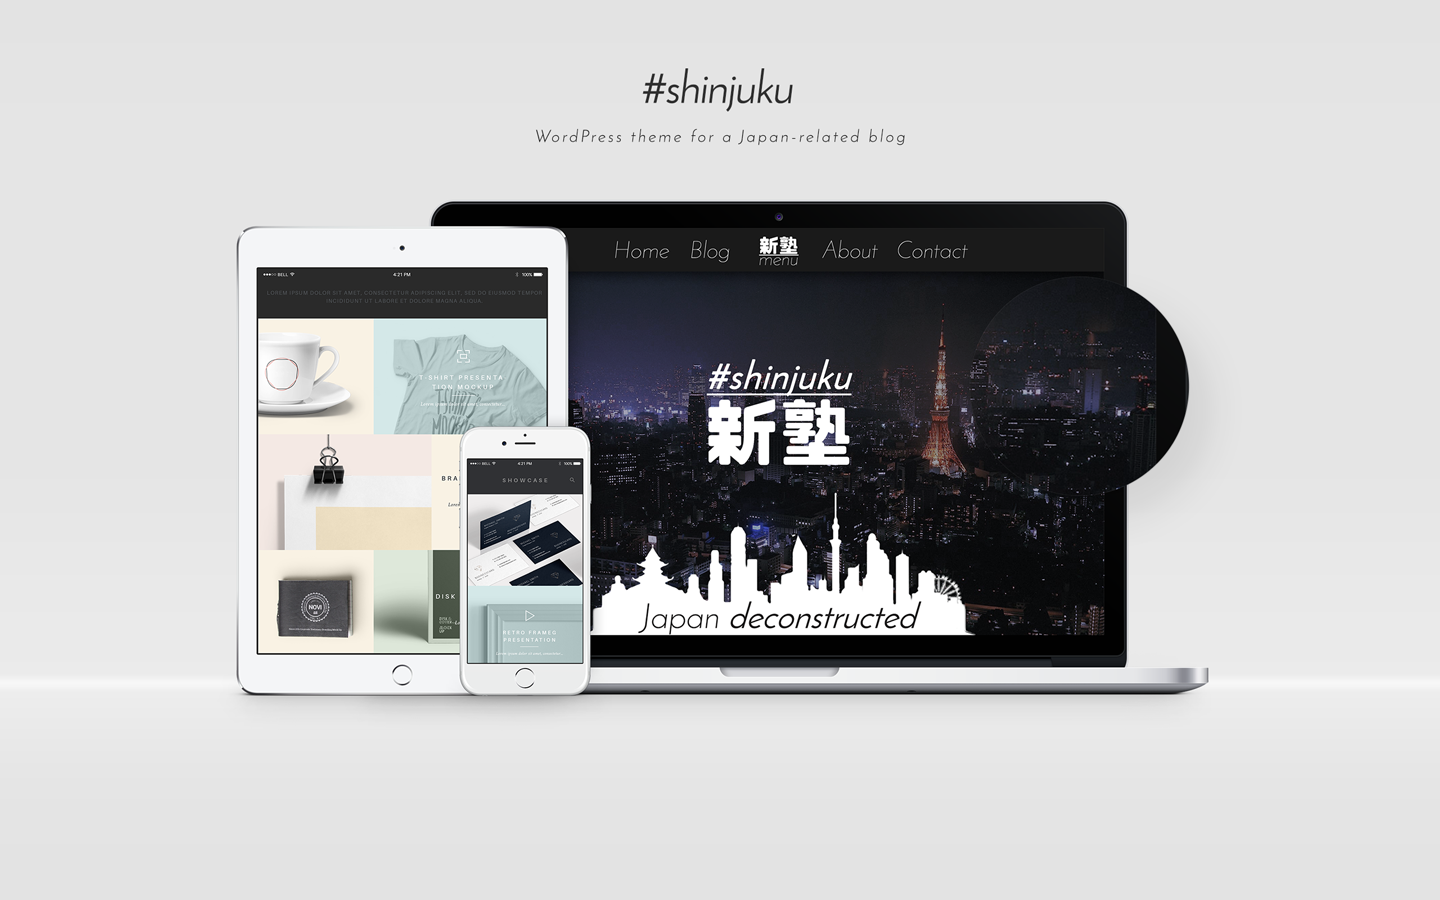 #shinjuku
WordPress theme for a Japan-related blog
Home Blog 新塾 menu About Contact
#shinjuku
新塾
Japan deconstructed
BELL 4:21 PM 100%
LOREM IPSUM DOLOR SIT AMET, CONSECTETUR ADIPISCING ELIT, SED DO EIUSMOD TEMPOR
INCIDIDUNT UT LABORE ET DOLORE MAGNA ALIQUA.
T-SHIRT PRESENTA
TION MOCKUP
BRA
NOVI
DISK
BELL 4:21 PM 100%
SHOWCASE
RETRO FRAMED
PRESENTATION